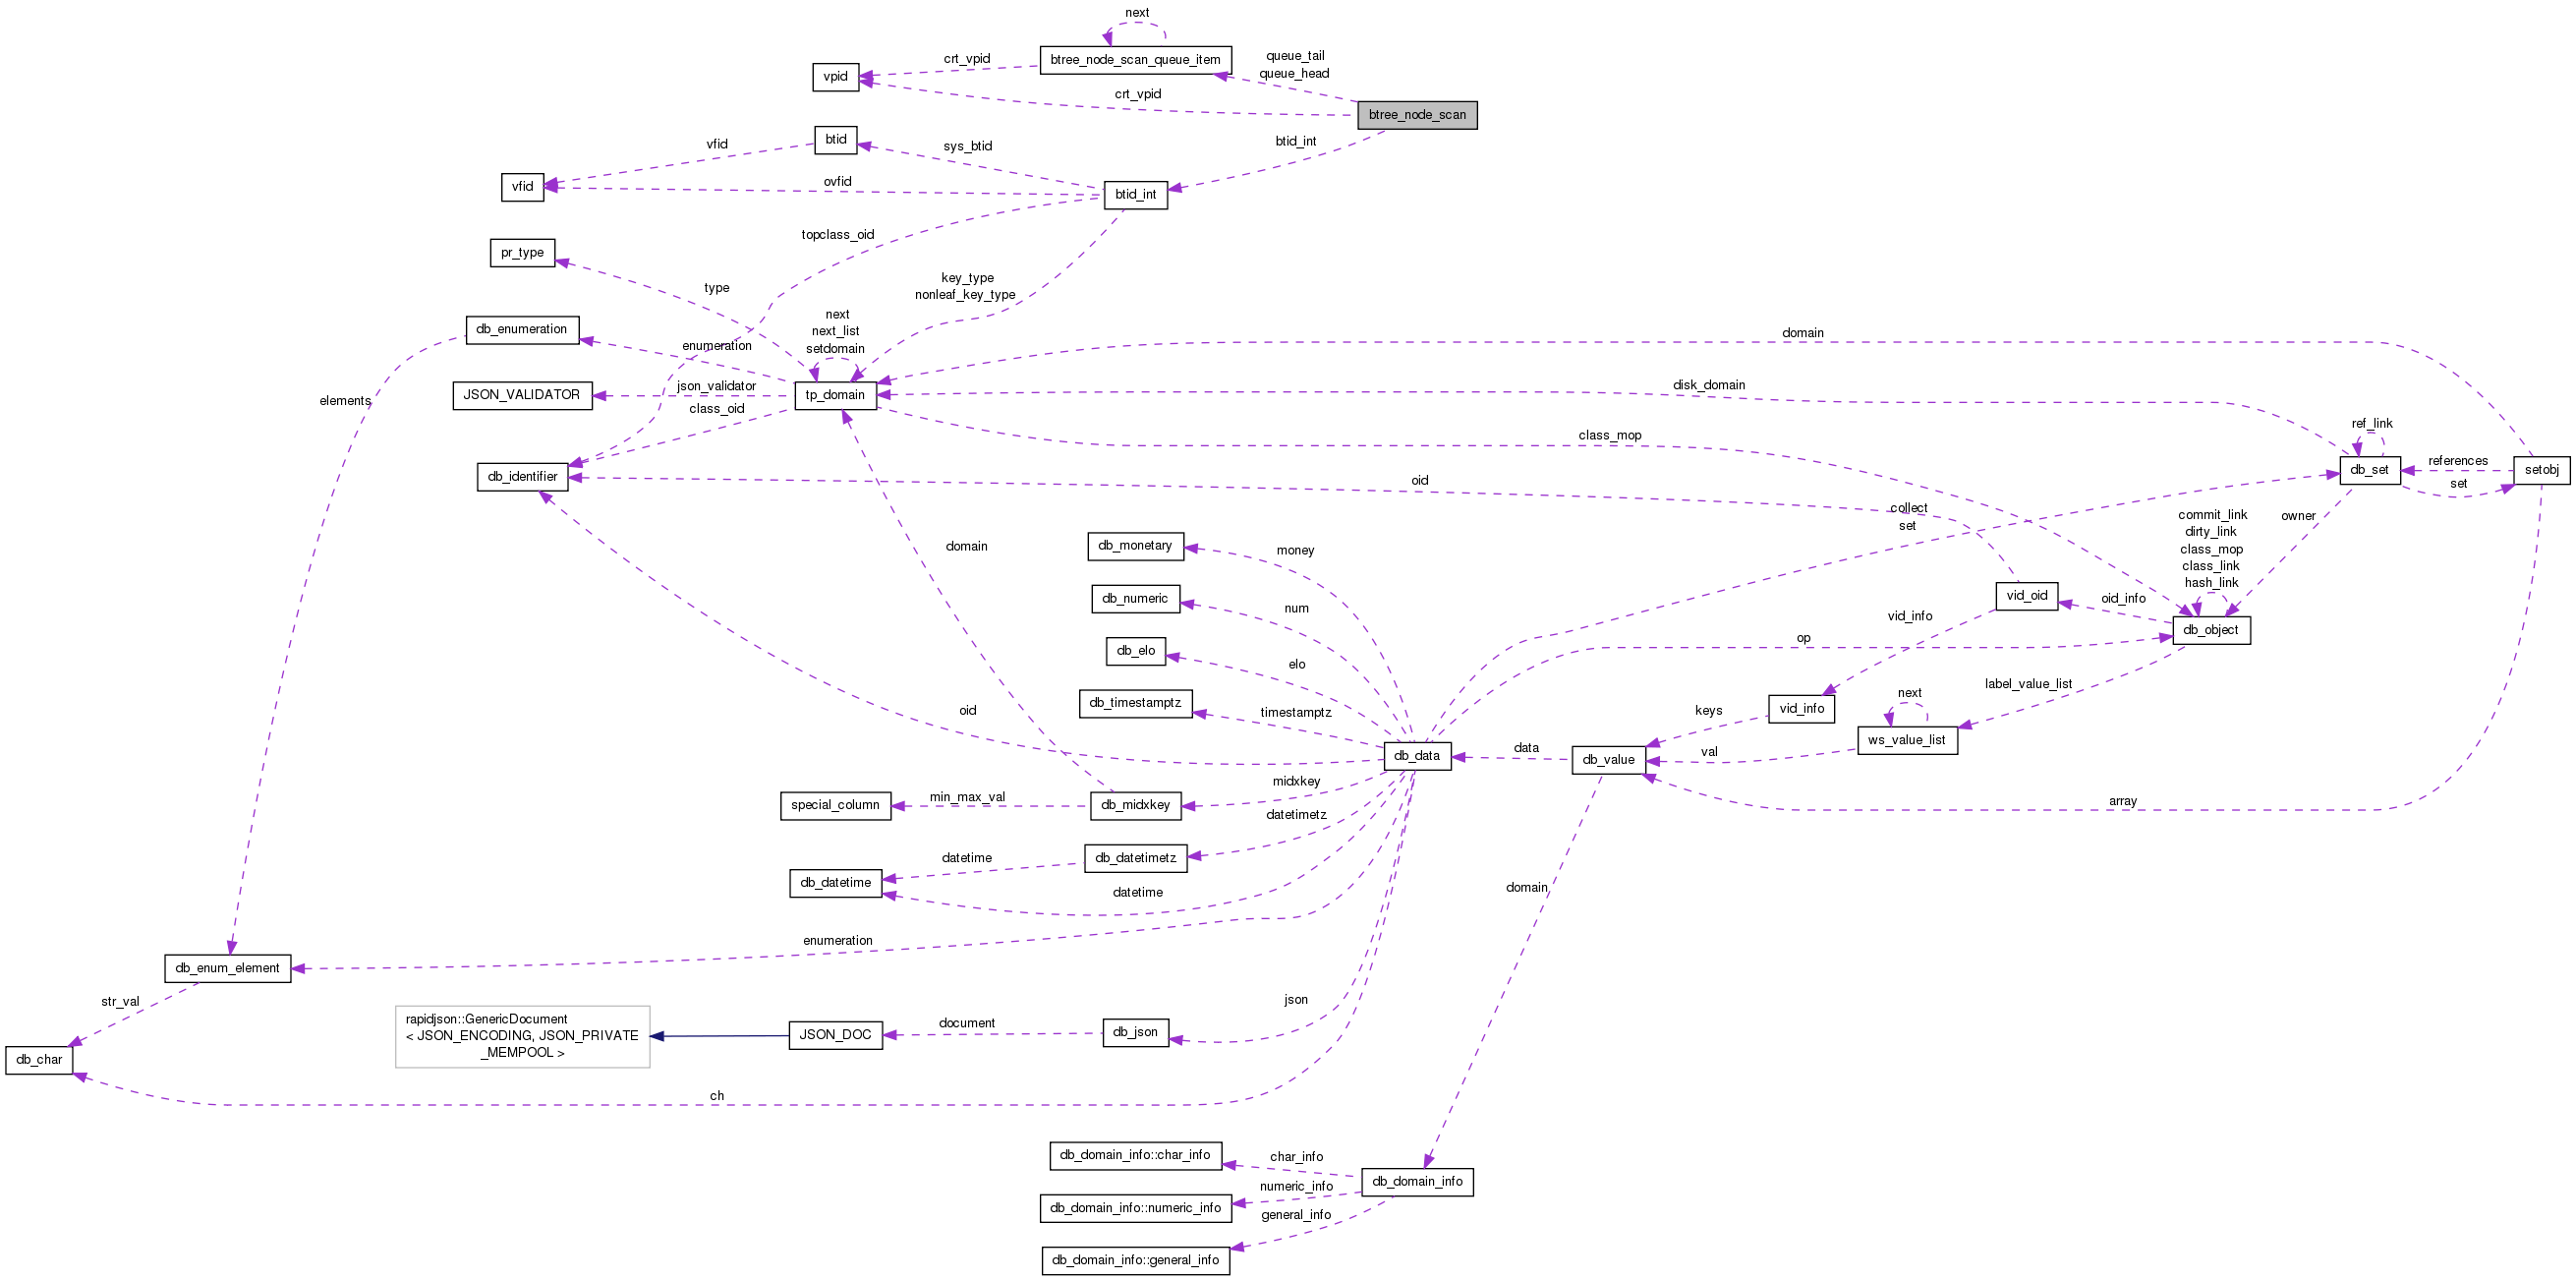 next
btree_node_scan_queue_item
queue_tail
queue_head
crt_vpid
vpid
crt_vpid
btree_node_scan
btid
vfid
sys_btid
btid_int
vfid
ovfid
btid_int
topclass_oid
pr_type
type
key_type
nonleaf_key_type
db_enumeration
next
next_list
setdomain
enumeration
domain
elements
JSON_VALIDATOR
json_validator
tp_domain
disk_domain
class_oid
class_mop
ref_link
db_identifier
oid
db_set
references
set
setobj
collect
set
commit_link
dirty_link
class_mop
class_link
hash_link
owner
domain
db_monetary
money
db_numeric
num
vid_oid
oid_info
vid_info
db_object
op
db_elo
elo
label_value_list
db_timestamptz
timestamptz
oid
keys
vid_info
next
ws_value_list
db_data
data
db_value
val
special_column
min_max_val
db_midxkey
midxkey
array
datetimetz
db_datetimetz
datetime
db_datetime
datetime
domain
enumeration
db_enum_element
str_val
json
rapidjson::GenericDocument
< JSON_ENCODING, JSON_PRIVATE
_MEMPOOL >
JSON_DOC
document
db_json
db_char
ch
db_domain_info::char_info
char_info
db_domain_info
numeric_info
db_domain_info::numeric_info
general_info
db_domain_info::general_info